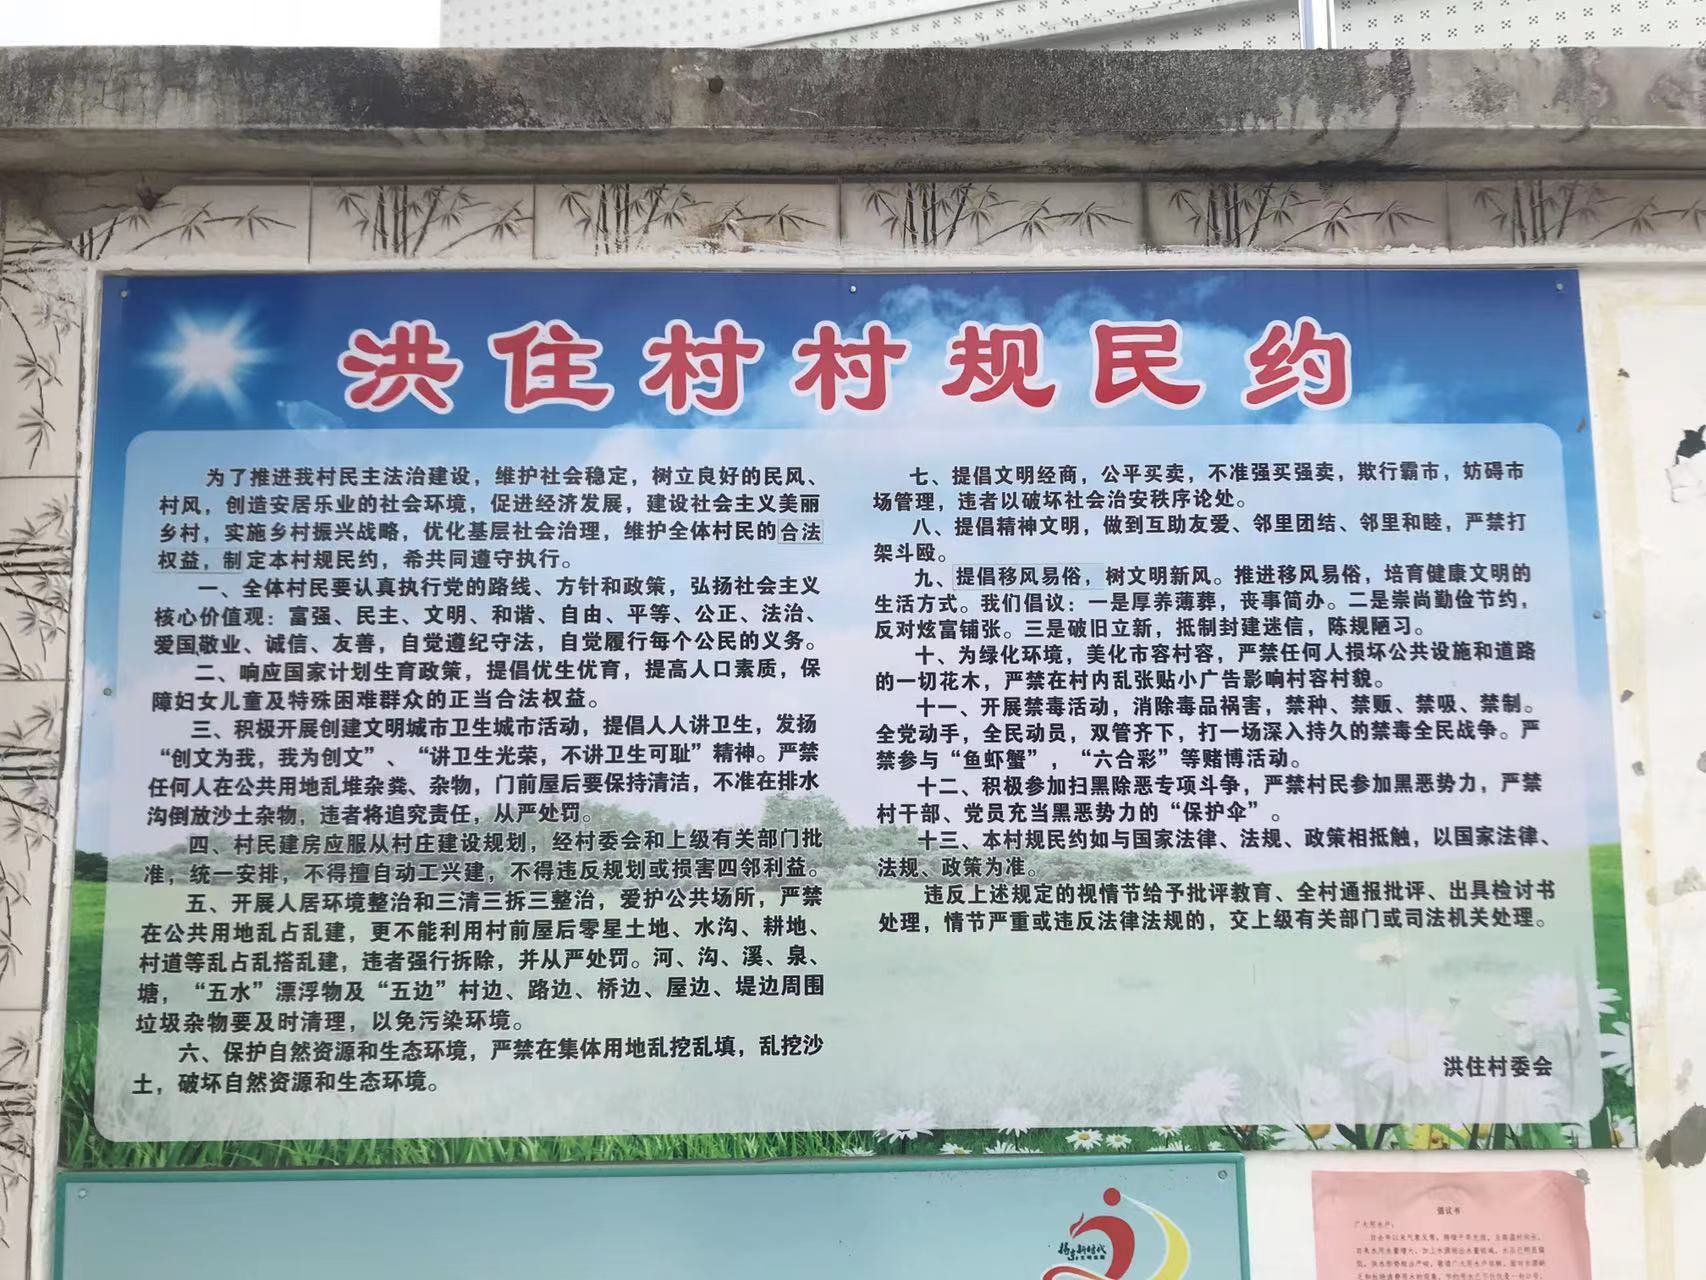 洪住村村规民约
为了推进我村民主法治建设，维护社会稳定，树立良好的民风、
村风，创造安居乐业的社会环境，促进经济发展，建设社会主义美丽
乡村，实施乡村振兴战略，优化基层社会治理，维护全体村民的合法
权益，制定本村规民约，希共同遵守执行。
一、全体村民要认真执行党的路线、方针和政策，弘扬社会主义
核心价值观：富强、民主、文明、和谐、自由、平等、公正、法治、
爱国敬业、诚信、友善，自觉遵纪守法，自觉履行每个公民的义务。
二、响应国家计划生育政策，提倡优生优育，提高人口素质，保
障妇女儿童及特殊困难群众的正当合法权益。
三、积极开展创建文明城市卫生城市活动，提倡人人讲卫生，发扬
“创文为我，我为创文”、“讲卫生光荣，不讲卫生可耻”精神。严禁
任何人在公共用地乱堆杂粪、杂物，门前屋后要保持清洁，不准在排水
沟倒放沙土杂物，违者将追究责任，从严处罚。
四、村民建房应服从村庄建设规划，经村委会和上级有关部门批
准，统一安排，不得擅自动工兴建，不得违反规划或损害四邻利益。
五、开展人居环境整治和三清三拆三整治，爱护公共场所，严禁
在公共用地乱占乱建，更不能利用村前屋后零星土地、水沟、耕地、
村道等乱占乱搭乱建，违者强行拆除，并从严处罚。河、沟、溪、泉、
塘，“五水”漂浮物及“五边”村边、路边、桥边、屋边、堤边周围
垃圾杂物要及时清理，以免污染环境。
六、保护自然资源和生态环境，严禁在集体用地乱挖乱填，乱挖沙
土，破坏自然资源和生态环境。
七、提倡文明经商，公平买卖，不准强买强卖，欺行霸市，妨碍市
场管理，违者以破坏社会治安秩序论处。
八、提倡精神文明，做到互助友爱、邻里团结、邻里和睦，严禁打
架斗殴。
九、提倡移风易俗，树文明新风。推进移风易俗，培育健康文明的
生活方式。我们倡议：一是厚养薄葬，丧事简办。二是崇尚勤俭节约，
反对炫富铺张。三是破旧立新，抵制封建迷信，陈规陋习。
十、为绿化环境，美化市容村容，严禁任何人损坏公共设施和道路
的一切花木，严禁在村内乱张贴小广告影响村容村貌。
十一、开展禁毒活动，消除毒品祸害，禁种、禁贩、禁吸、禁制。
全党动手，全民动员，双管齐下，打一场深入持久的禁毒全民战争。严
禁参与“鱼虾蟹”，“六合彩”等赌博活动。
十二、积极参加扫黑除恶专项斗争，严禁村民参加黑恶势力，严禁
村干部、党员充当黑恶势力的“保护伞”。
十三、本村规民约如与国家法律、法规、政策相抵触，以国家法律、
法规、政策为准。
违反上述规定的视情节给予批评教育、全村通报批评、出具检讨书
处理，情节严重或违反法律法规的，交上级有关部门或司法机关处理。
洪住村委会
倡议书